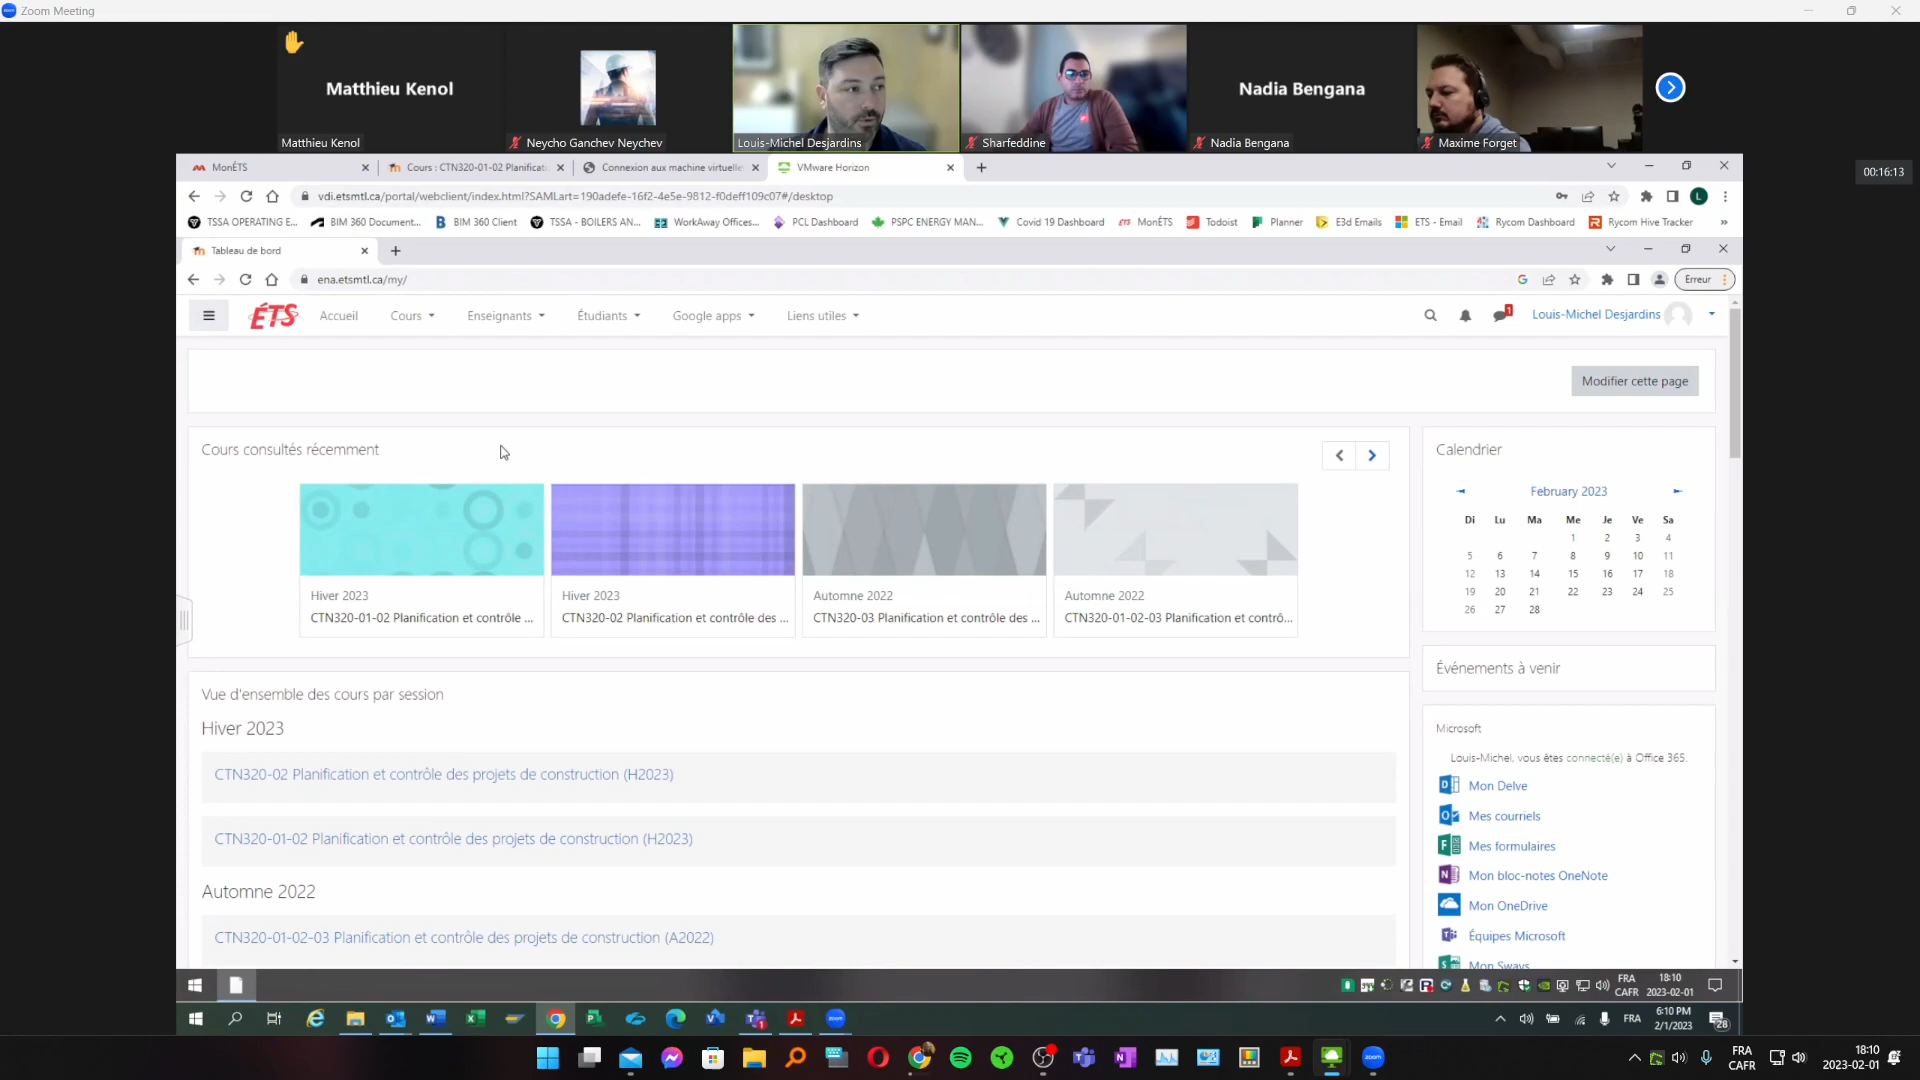 Zoom Meeting
Matthieu Kenol
Matthieu Kenol
Neycho Ganchev Neychev
Louis-Michel Desjardins
Sharfeddine
Nadia Bengana
Nadia Bengana
Maxime Forget
00:16:13
MonÉTS
Cours : CTN320-01-02 Planificati
Connexion aux machine virtuelle
VMware Horizon
vdi.etsmtl.ca/portal/webclient/index.html?SAMLart=190adefe-16f2-4e5e-9812-f0deff109c07#/desktop
TSSA OPERATING E...
BIM 360 Document...
BIM 360 Client
TSSA - BOILERS AN...
WorkAway Offices...
PCL Dashboard
PSPC ENERGY MAN...
Covid 19 Dashboard
MonÉTS
Todoist
Planner
E3d Emails
ETS - Email
Rycom Dashboard
Rycom Hive Tracker
Tableau de bord
ena.etsmtl.ca/my/
Erreur
ÉTS
Accueil
Cours
Enseignants
Étudiants
Google apps
Liens utiles
1
Louis-Michel Desjardins
Modifier cette page
Cours consultés récemment
Hiver 2023
CTN320-01-02 Planification et contrôle ...
Hiver 2023
CTN320-02 Planification et contrôle des ...
Automne 2022
CTN320-03 Planification et contrôle des ...
Automne 2022
CTN320-01-02-03 Planification et contrô...
Calendrier
February 2023
Di Lu Ma Me Je Ve Sa
1 2 3 4
5 6 7 8 9 10 11
12 13 14 15 16 17 18
19 20 21 22 23 24 25
26 27 28
Événements à venir
Vue d'ensemble des cours par session
Hiver 2023
CTN320-02 Planification et contrôle des projets de construction (H2023)
CTN320-01-02 Planification et contrôle des projets de construction (H2023)
Automne 2022
CTN320-01-02-03 Planification et contrôle des projets de construction (A2022)
Microsoft
Louis-Michel, vous êtes connecté(e) à Office 365.
Mon Delve
Mes courriels
Mes formulaires
Mon bloc-notes OneNote
Mon OneDrive
Équipes Microsoft
Mon Sways
FRA
CAFR
18:10
2023-02-01
FRA
6:10 PM
2/1/2023
28
FRA
CAFR
18:10
2023-02-01